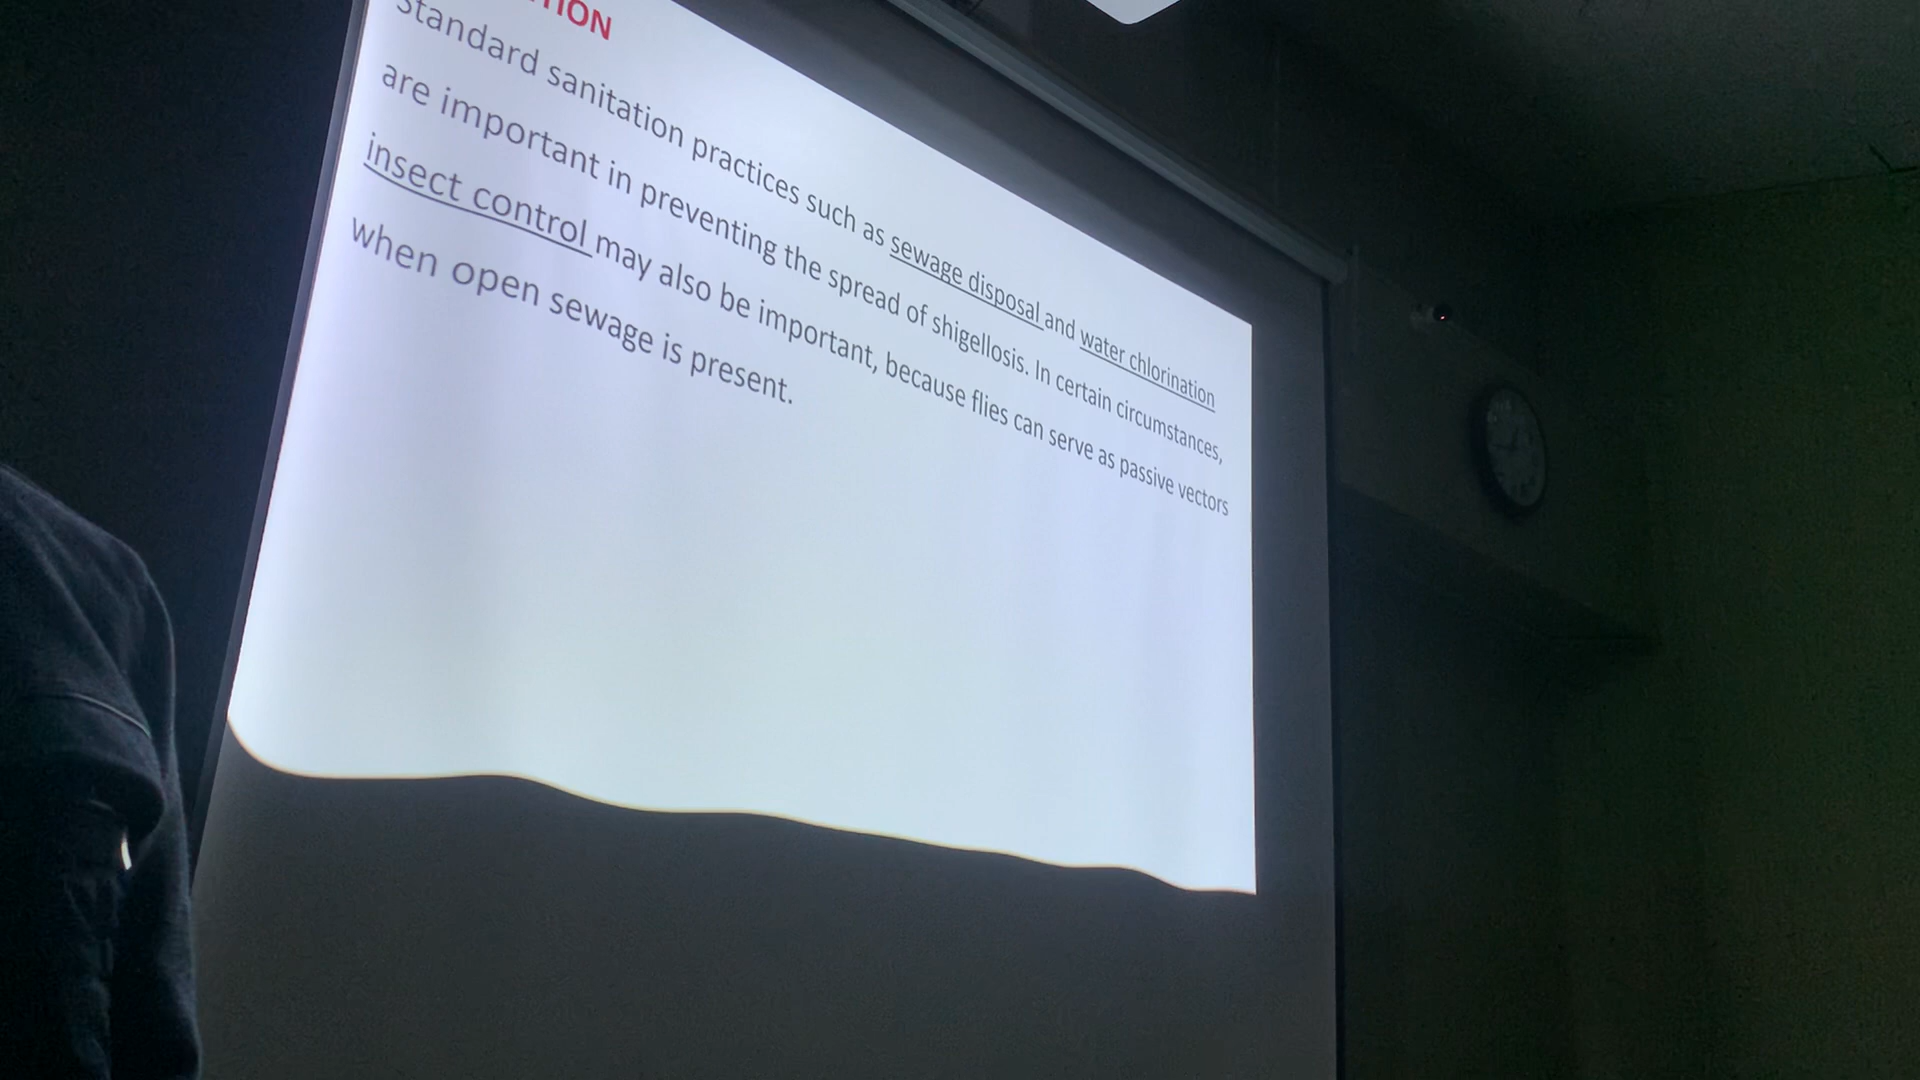 Standard sanitation practices such as sewage disposal and water chlorination
are important in preventing the spread of shigellosis. In certain circumstances,
insect control may also be important, because flies can serve as passive vectors
when open sewage is present.